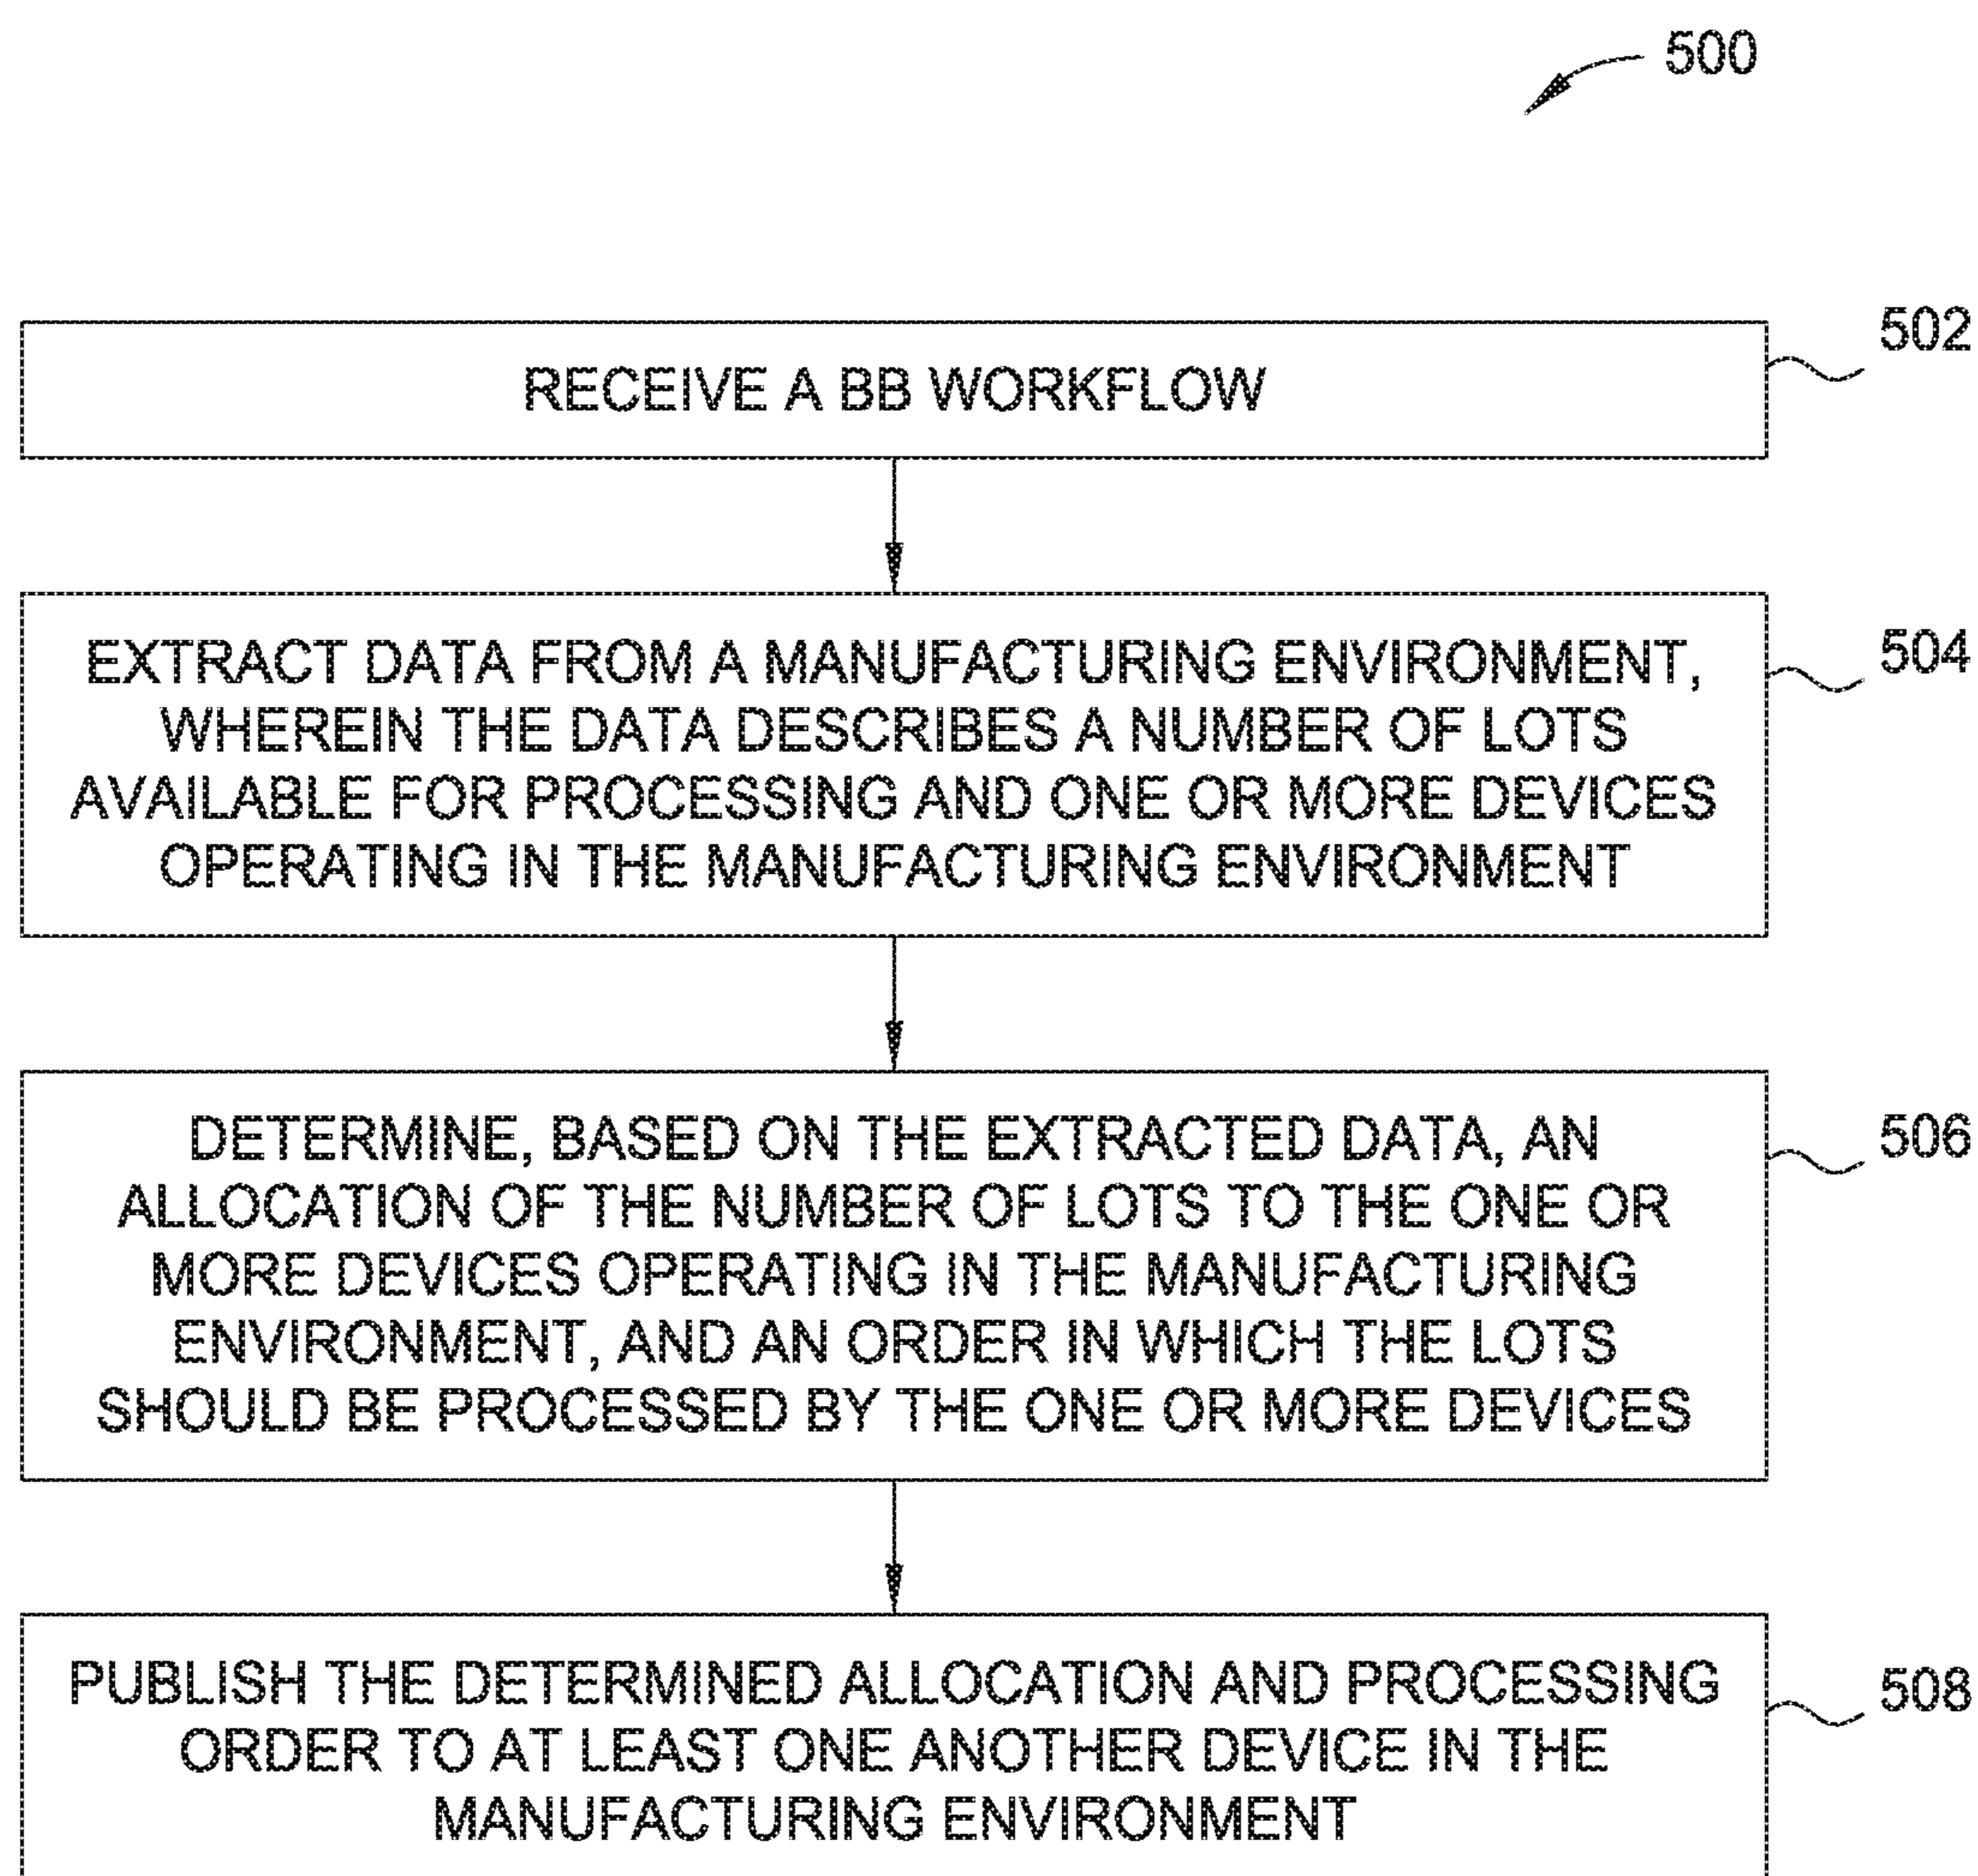 500
502
RECEIVE A BB WORKFLOW
504
EXTRACT DATA FROM A MANUFACTURING ENVIRONMENT,
WHEREIN THE DATA DESCRIBES A NUMBER OF LOTS
AVAILABLE FOR PROCESSING AND ONE OR MORE DEVICES
OPERATING IN THE MANUFACTURING ENVIRONMENT
506
DETERMINE, BASED ON THE EXTRACTED DATA, AN
ALLOCATION OF THE NUMBER OF LOTS TO THE ONE OR
MORE DEVICES OPERATING IN THE MANUFACTURING
ENVIRONMENT, AND AN ORDER IN WHICH THE LOTS
SHOULD BE PROCESSED BY THE ONE OR MORE DEVICES
508
PUBLISH THE DETERMINED ALLOCATION AND PROCESSING
ORDER TO AT LEAST ONE ANOTHER DEVICE IN THE
MANUFACTURING ENVIRONMENT